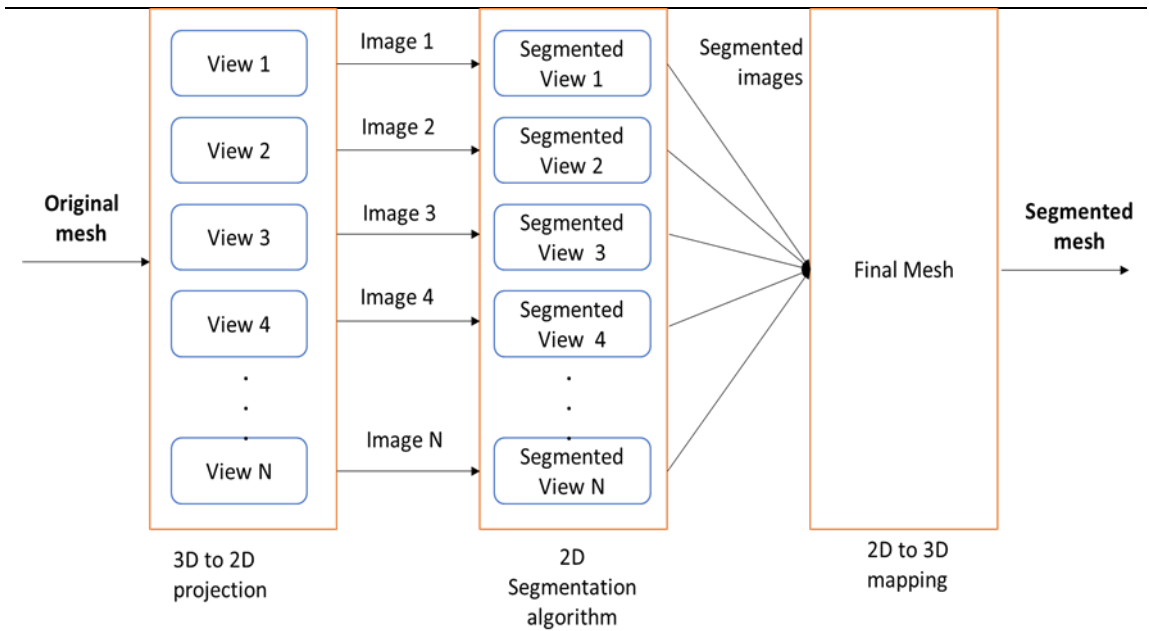 Original
mesh
View 1
View 2
View 3
View 4
View N
3D to 2D
projection
Image 1
Image 2
Image 3
Image 4
Image N
Segmented
View 1
Segmented
View 2
Segmented
View 3
Segmented
View 4
Segmented
View N
2D
Segmentation
algorithm
Segmented
images
Final Mesh
2D to 3D
mapping
Segmented
mesh